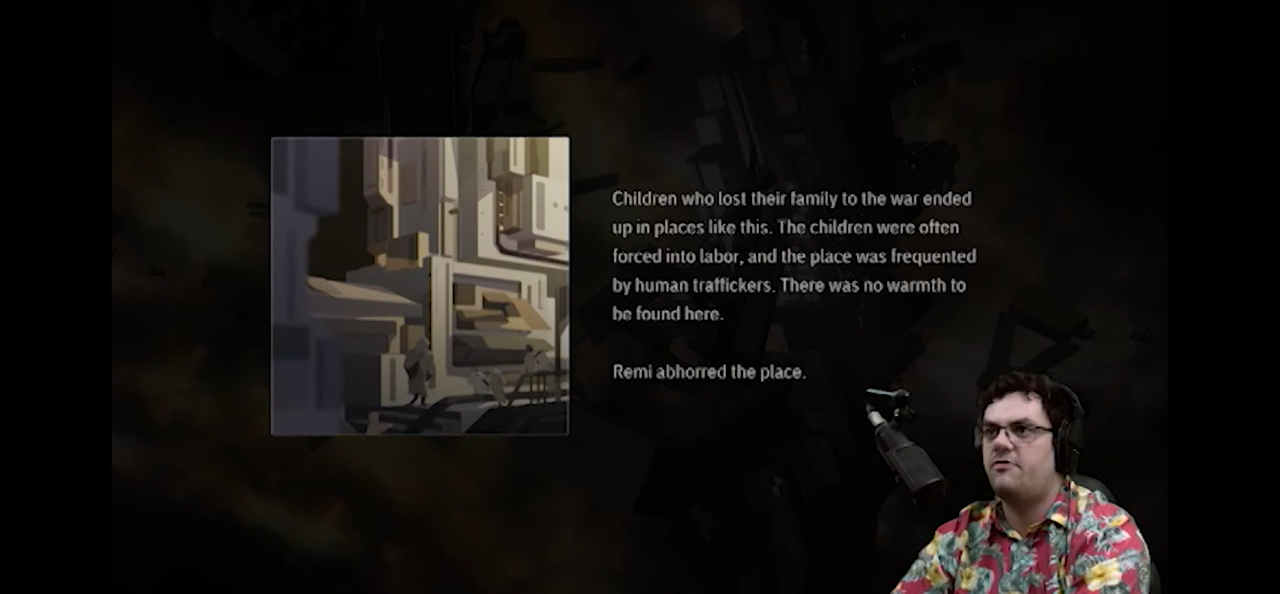 Children who lost their family to the war ended
up in places like this. The children were often
forced into labor, and the place was frequented
by human traffickers. There was no warmth to
be found here.
Remi abhorred the place.